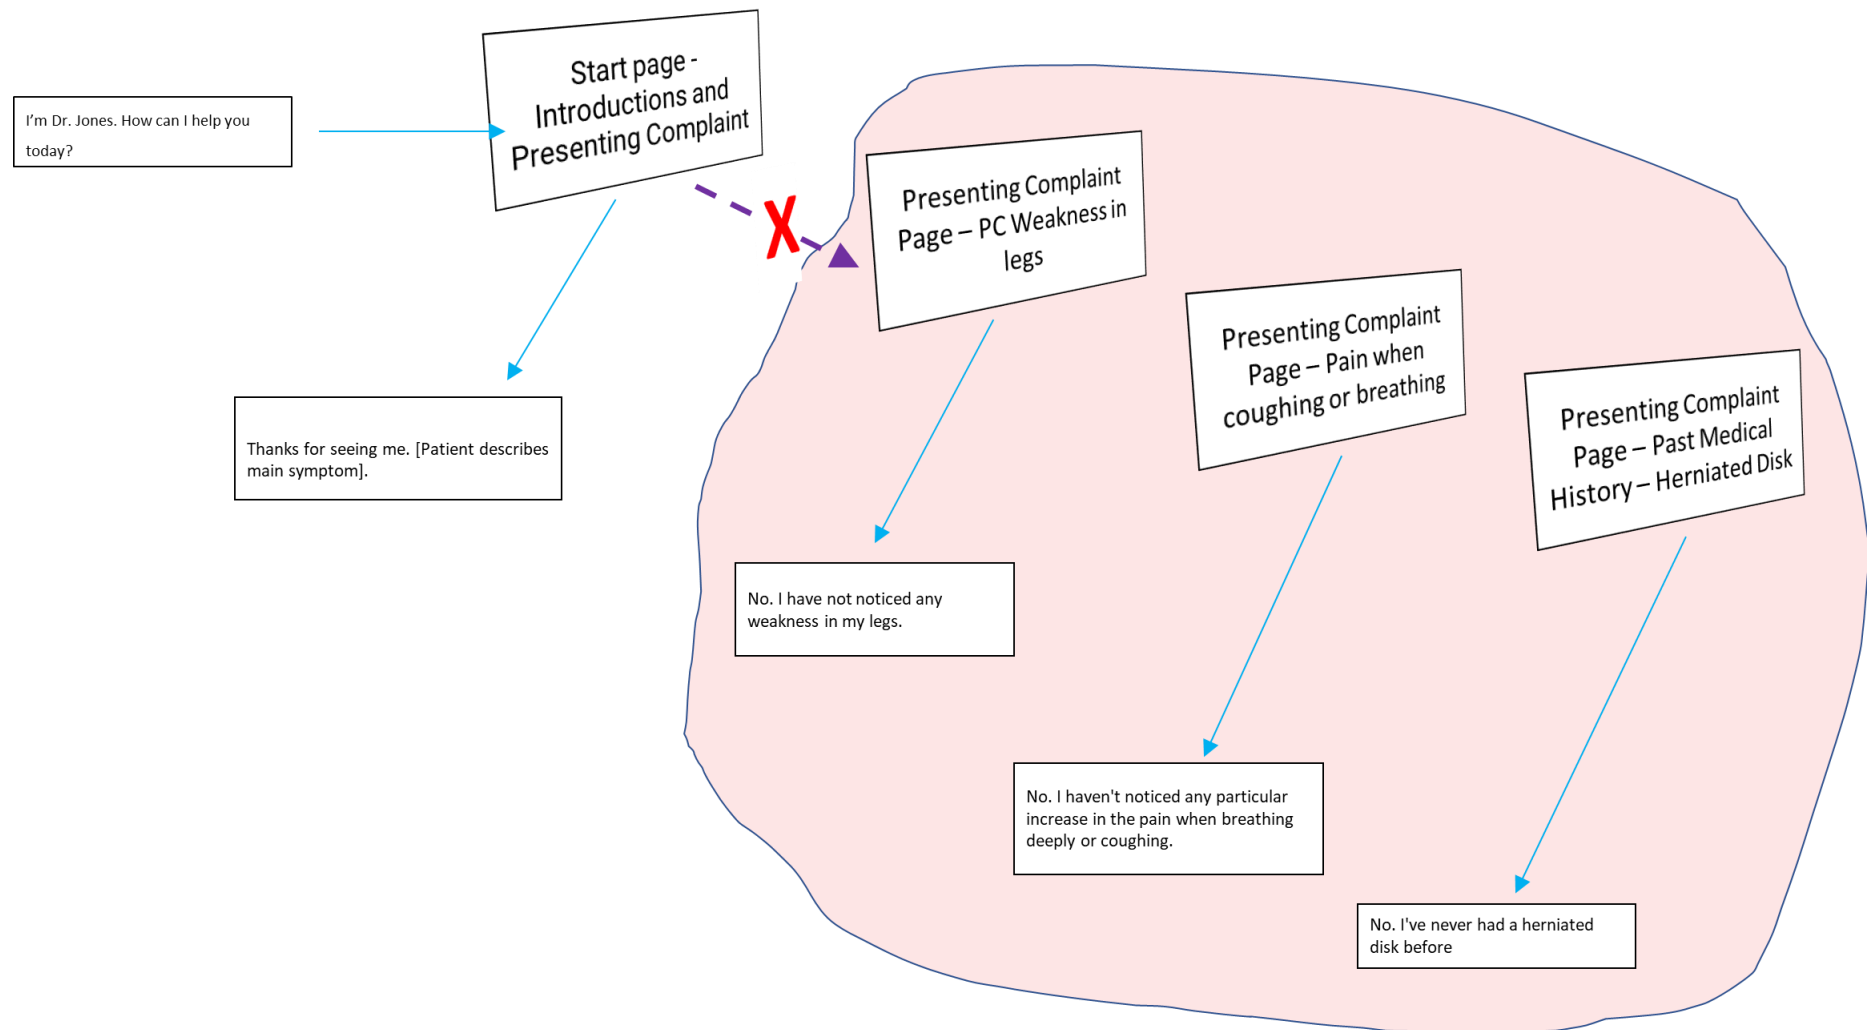 I’m Dr. Jones. How can I help you
today?
Start page -
Introductions and
Presenting Complaint
X
Thanks for seeing me. [Patient describes
main symptom].
Presenting Complaint
Page – PC Weakness in
legs
No. I have not noticed any
weakness in my legs.
Presenting Complaint
Page – Pain when
coughing or breathing
No. I haven't noticed any particular
increase in the pain when breathing
deeply or coughing.
Presenting Complaint
Page – Past Medical
History – Herniated Disk
No. I've never had a herniated
disk before